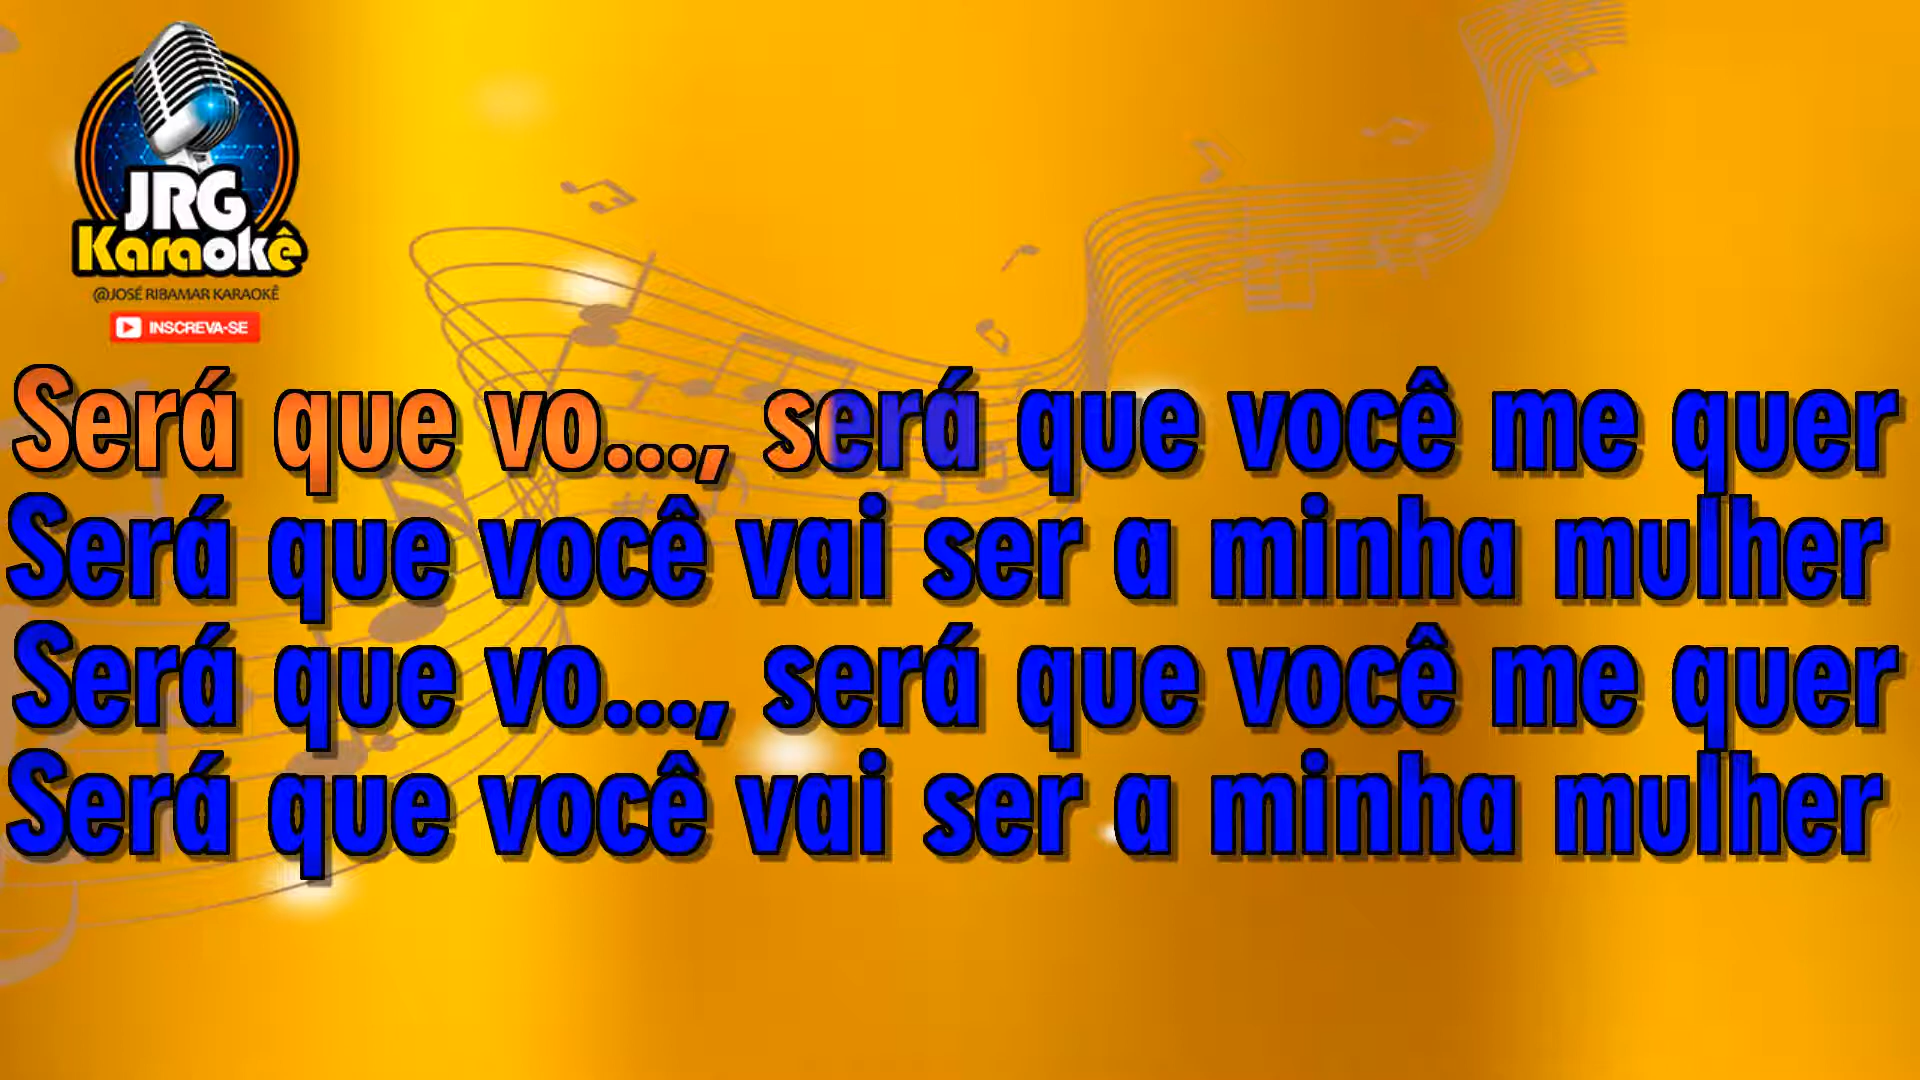 JRG
Karaokê
@JOSÉ RIBAMAR KARAOKÊ
INSCREVA-SE
Será que vo..., será que você me quer
Será que você vai ser a minha mulher
Será que vo..., será que você me quer
Será que você vai ser a minha mulher